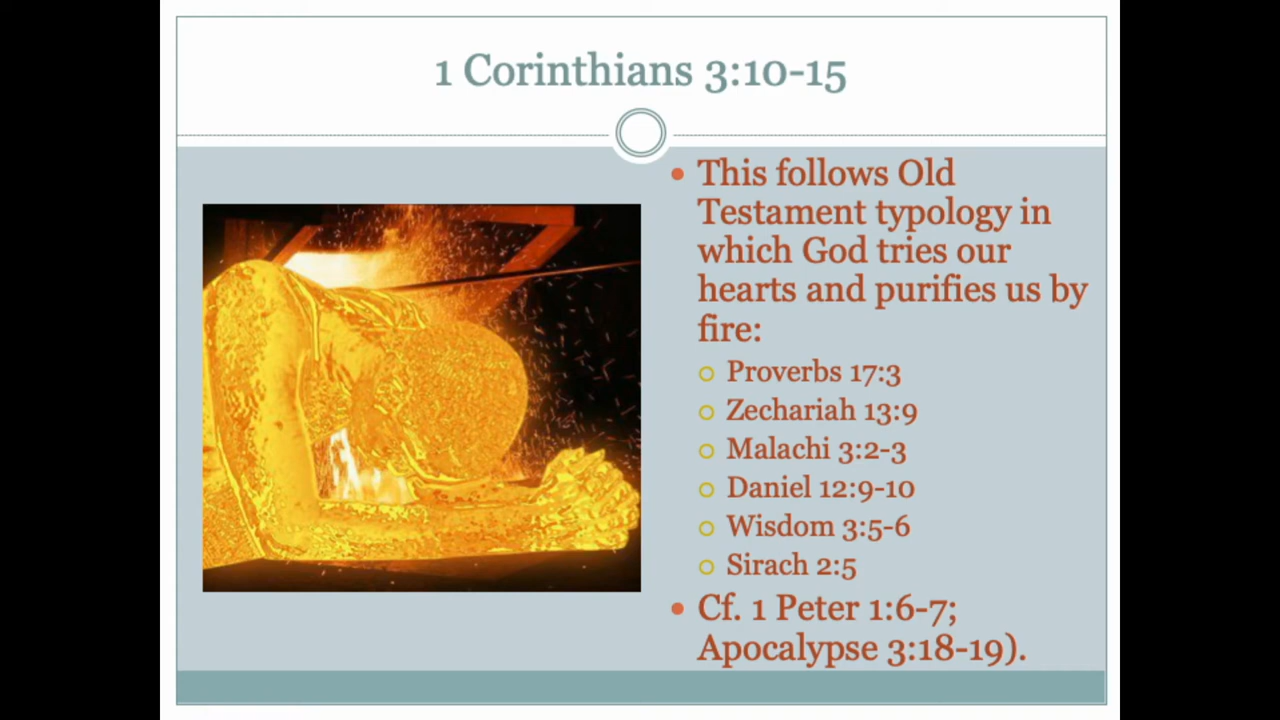 1 Corinthians 3:10-15
• This follows Old
Testament typology in
which God tries our
hearts and purifies us by
fire:
o Proverbs 17:3
o Zechariah 13:9
o Malachi 3:2-3
o Daniel 12:9-10
o Wisdom 3:5-6
o Sirach 2:5
• Cf. 1 Peter 1:6-7;
Apocalypse 3:18-19).